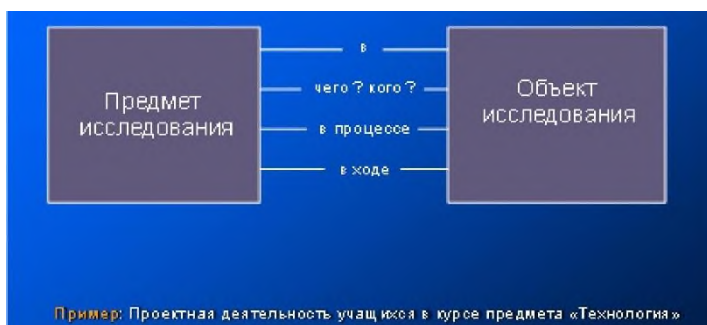 Предмет
исследования
в
чего? кого?
в процессе
в ходе
Объект
исследования
Пример: Проектная деятельность учащихся в курсе предмета «Технология»